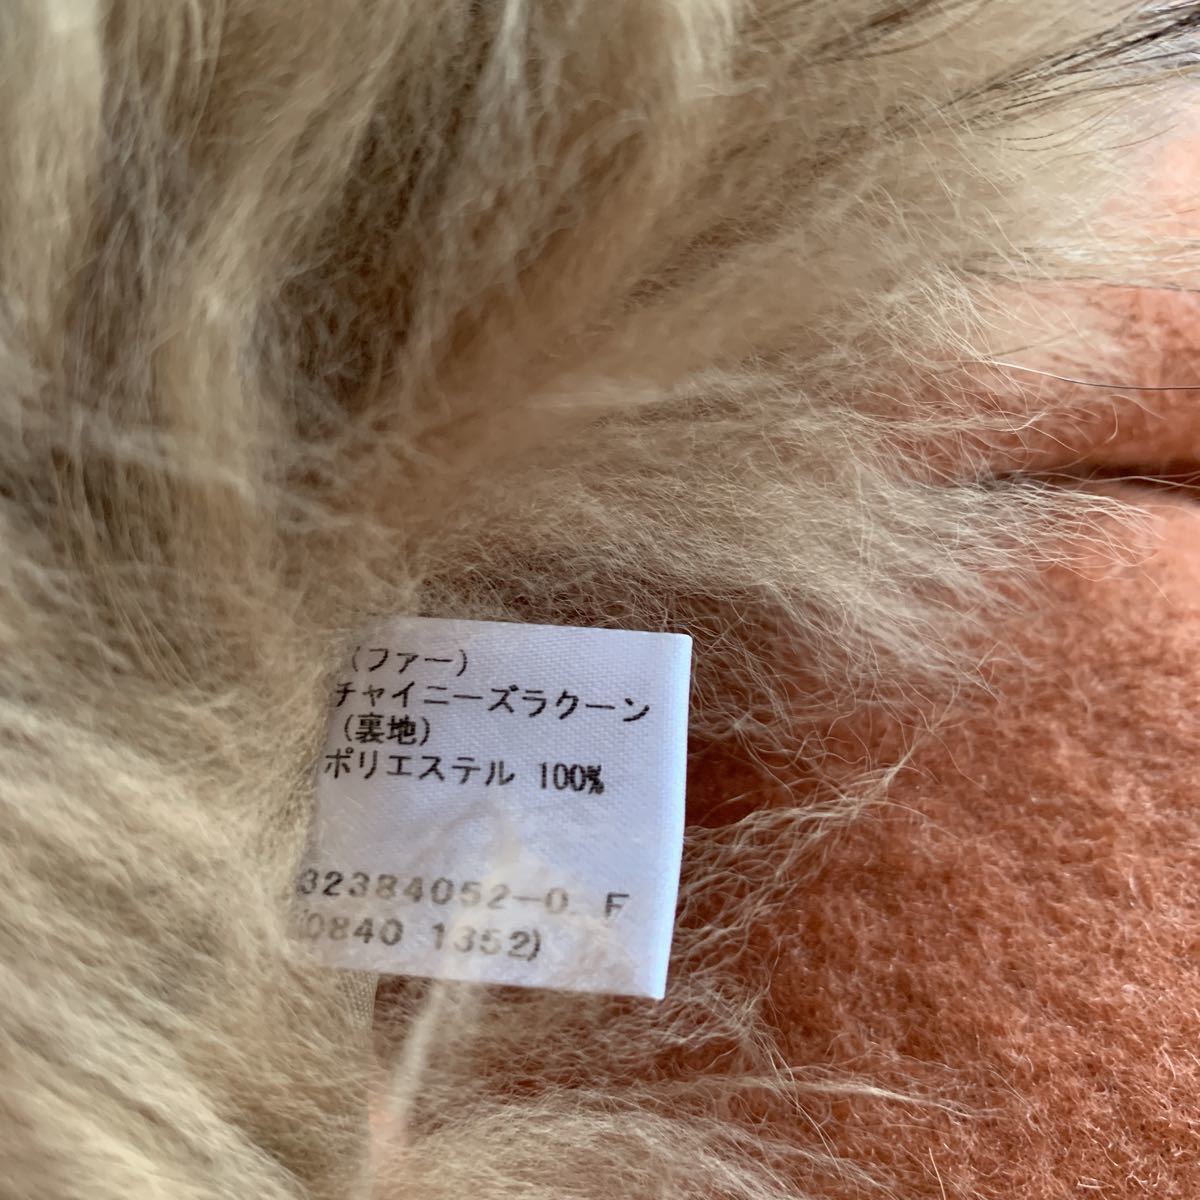 (ファー)
チャイニーズラクーン
(裏地)
ポリエステル 100%
32384052-0 F
(0840 1352)